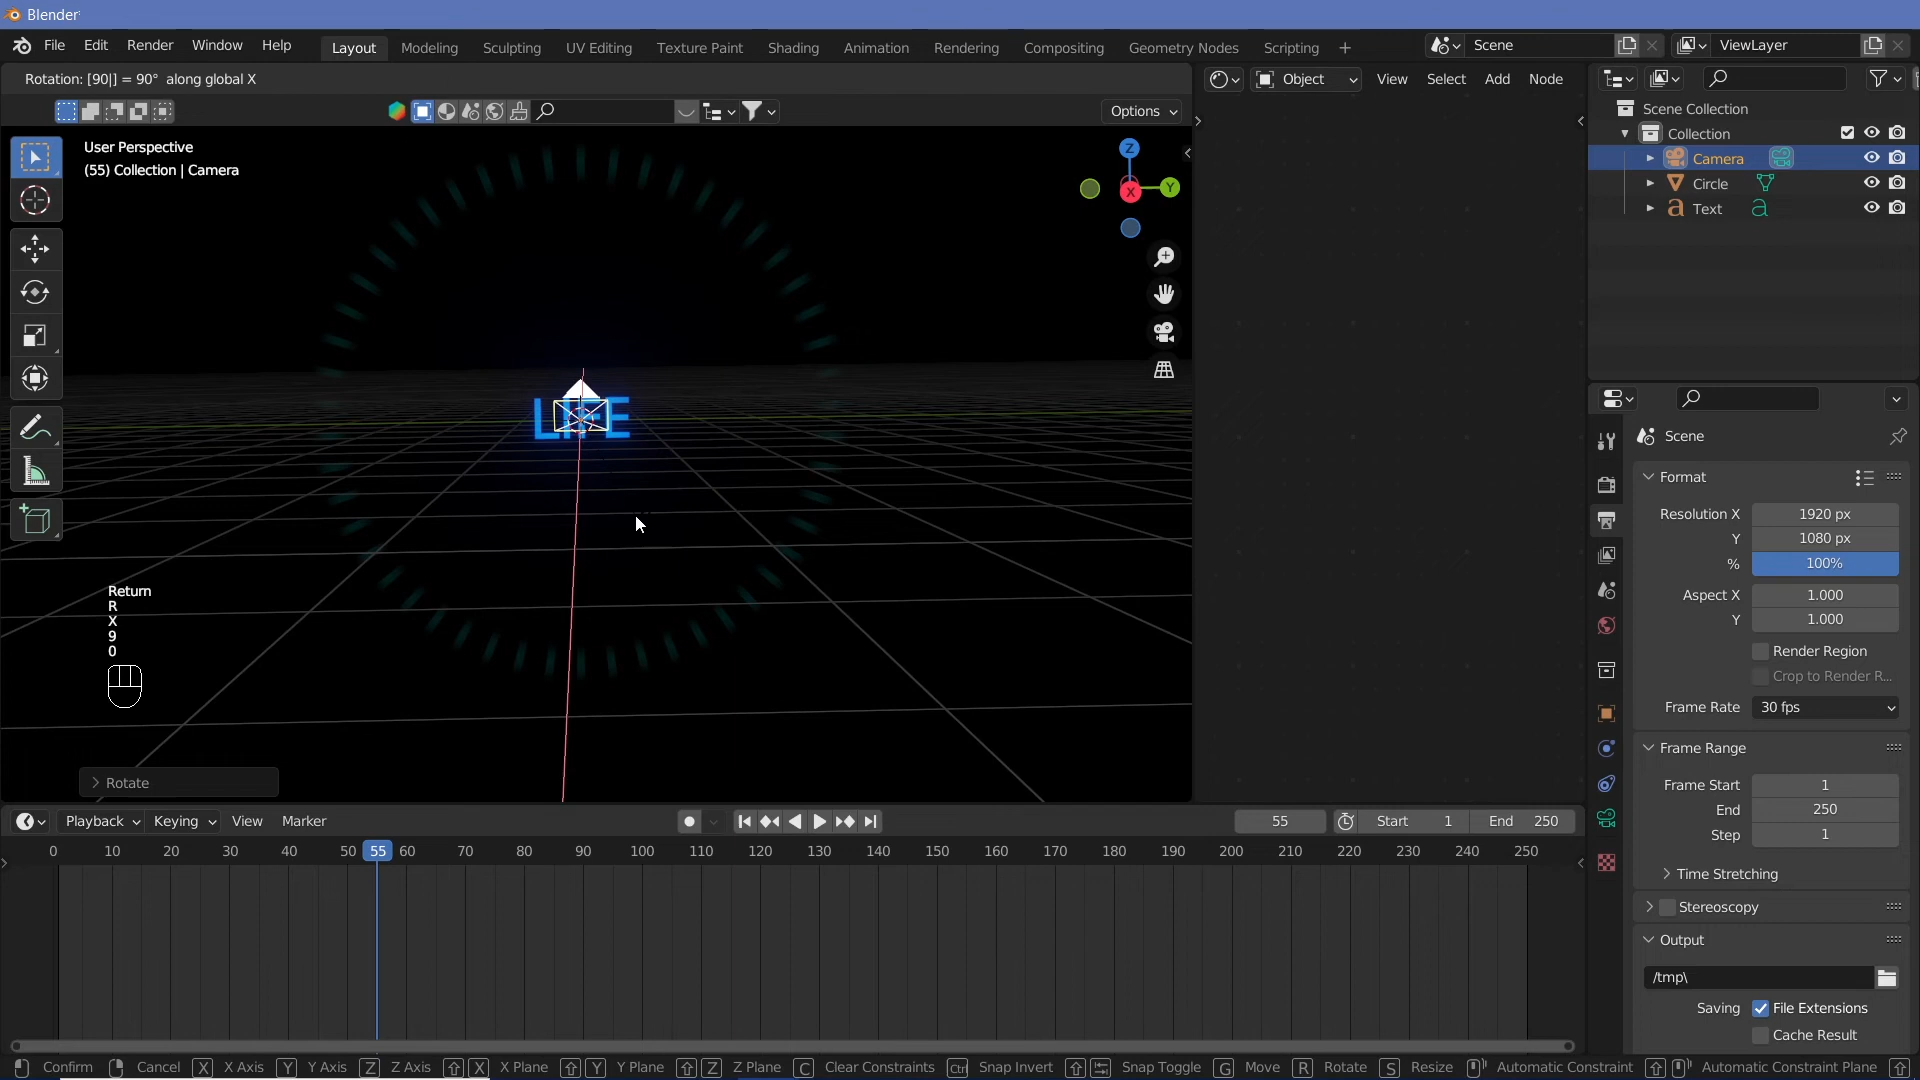 Blender
File Edit Render Window Help
Layout Modeling Sculpting UV Editing Texture Paint Shading Animation Rendering Compositing Geometry Nodes Scripting +
Scene
ViewLayer
Rotation: [90|] = 90° along global X
Object View Select Add Node
Options
User Perspective
(55) Collection | Camera
Z
Y
X
Scene Collection
Collection
Camera
Circle
Text
LIFE
Return
R
X
9
0
Rotate
Scene
Format
Resolution X 1920 px
Y 1080 px
% 100%
Aspect X 1.000
Y 1.000
Render Region
Crop to Render R...
Frame Rate 30 fps
Frame Range
Frame Start 1
End 250
Step 1
Time Stretching
Stereoscopy
Output
/tmp\
Saving File Extensions
Cache Result
Playback Keying View Marker
55 Start 1 End 250
0 10 20 30 40 50 55 60 70 80 90 100 110 120 130 140 150 160 170 180 190 200 210 220 230 240 250
Confirm Cancel X X Axis Y Y Axis Z Z Axis X X Plane Y Y Plane Z Z Plane C Clear Constraints Ctrl Snap Invert Snap Toggle G Move R Rotate S Resize Automatic Constraint Automatic Constraint Plane